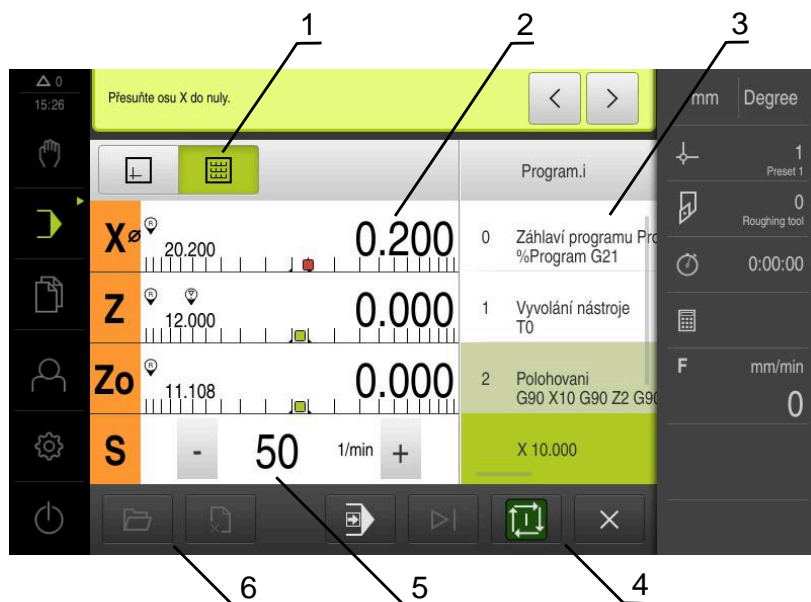 1
2
3
0
15:26
Přesuňte osu X do nuly.
mm
Degree
Program.i
1
Preset 1
X⌀
R
20.200
0.200
0
Záhlaví programu Pro
%Program G21
0
Roughing tool
0:00:00
Z
R
12.000
0.000
1
Vyvolání nástroje
T0
Zo
R
11.108
0.000
2
Polohovani
G90 X10 G90 Z2 G90
F
mm/min
0
S
-
50
1/min
+
X 10.000
6
5
4